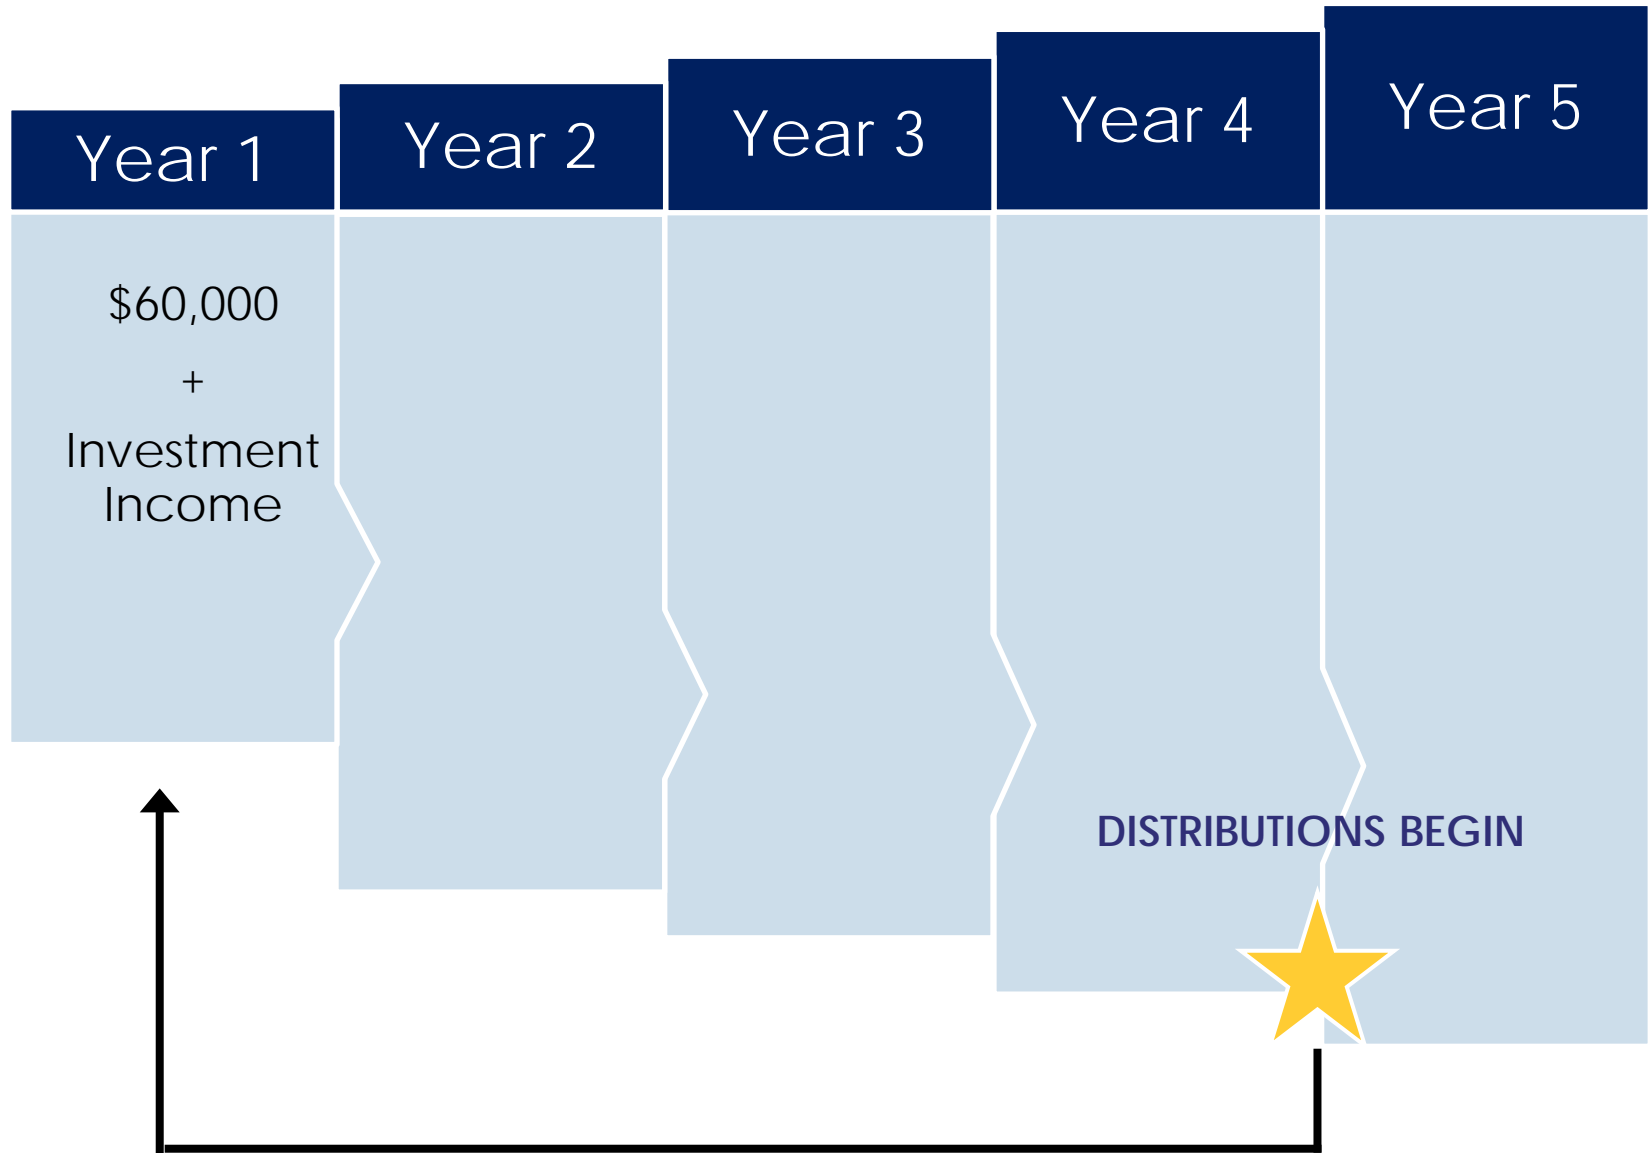 Year 1
Year 2
Year 3
Year 4
Year 5
$60,000
+
Investment
Income
DISTRIBUTIONS BEGIN